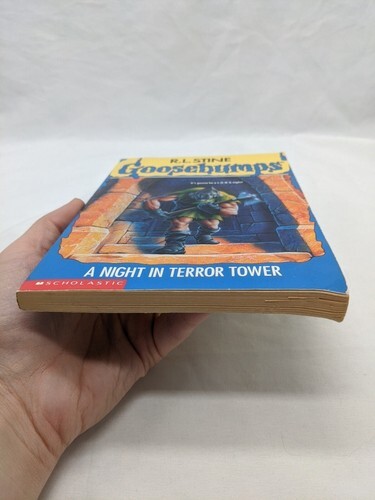 R.L. STINE
Goosebumps
A NIGHT IN TERROR TOWER
SCHOLASTIC